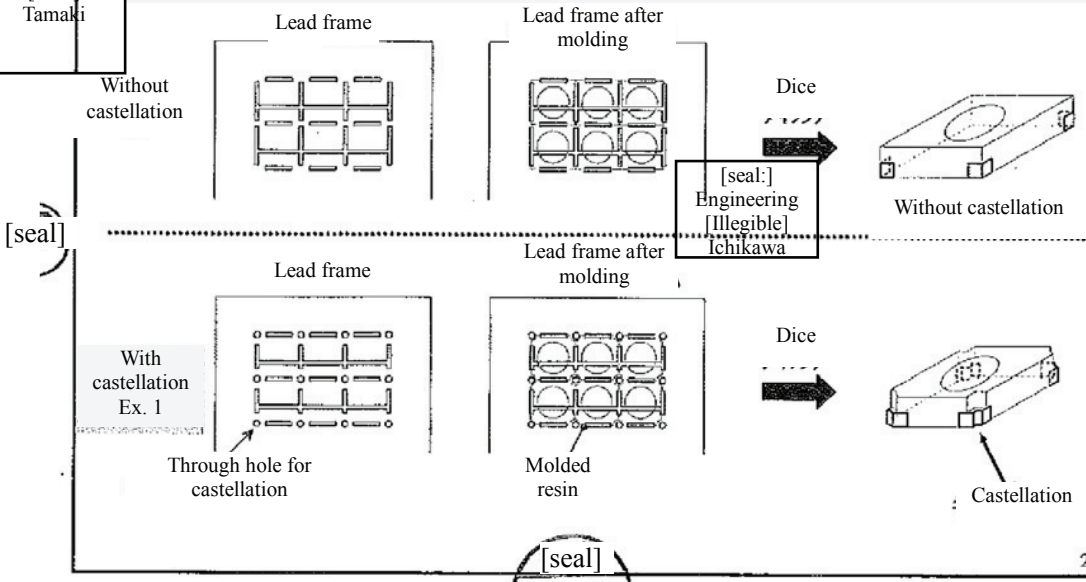 Tamaki
Lead frame
Lead frame after
molding
Without
castellation
Dice
[seal:]
Engineering
[Illegible]
Ichikawa
Without castellation
[seal]
Lead frame
Lead frame after
molding
With
castellation
Ex. 1
Dice
Through hole for
castellation
Molded
resin
Castellation
[seal]